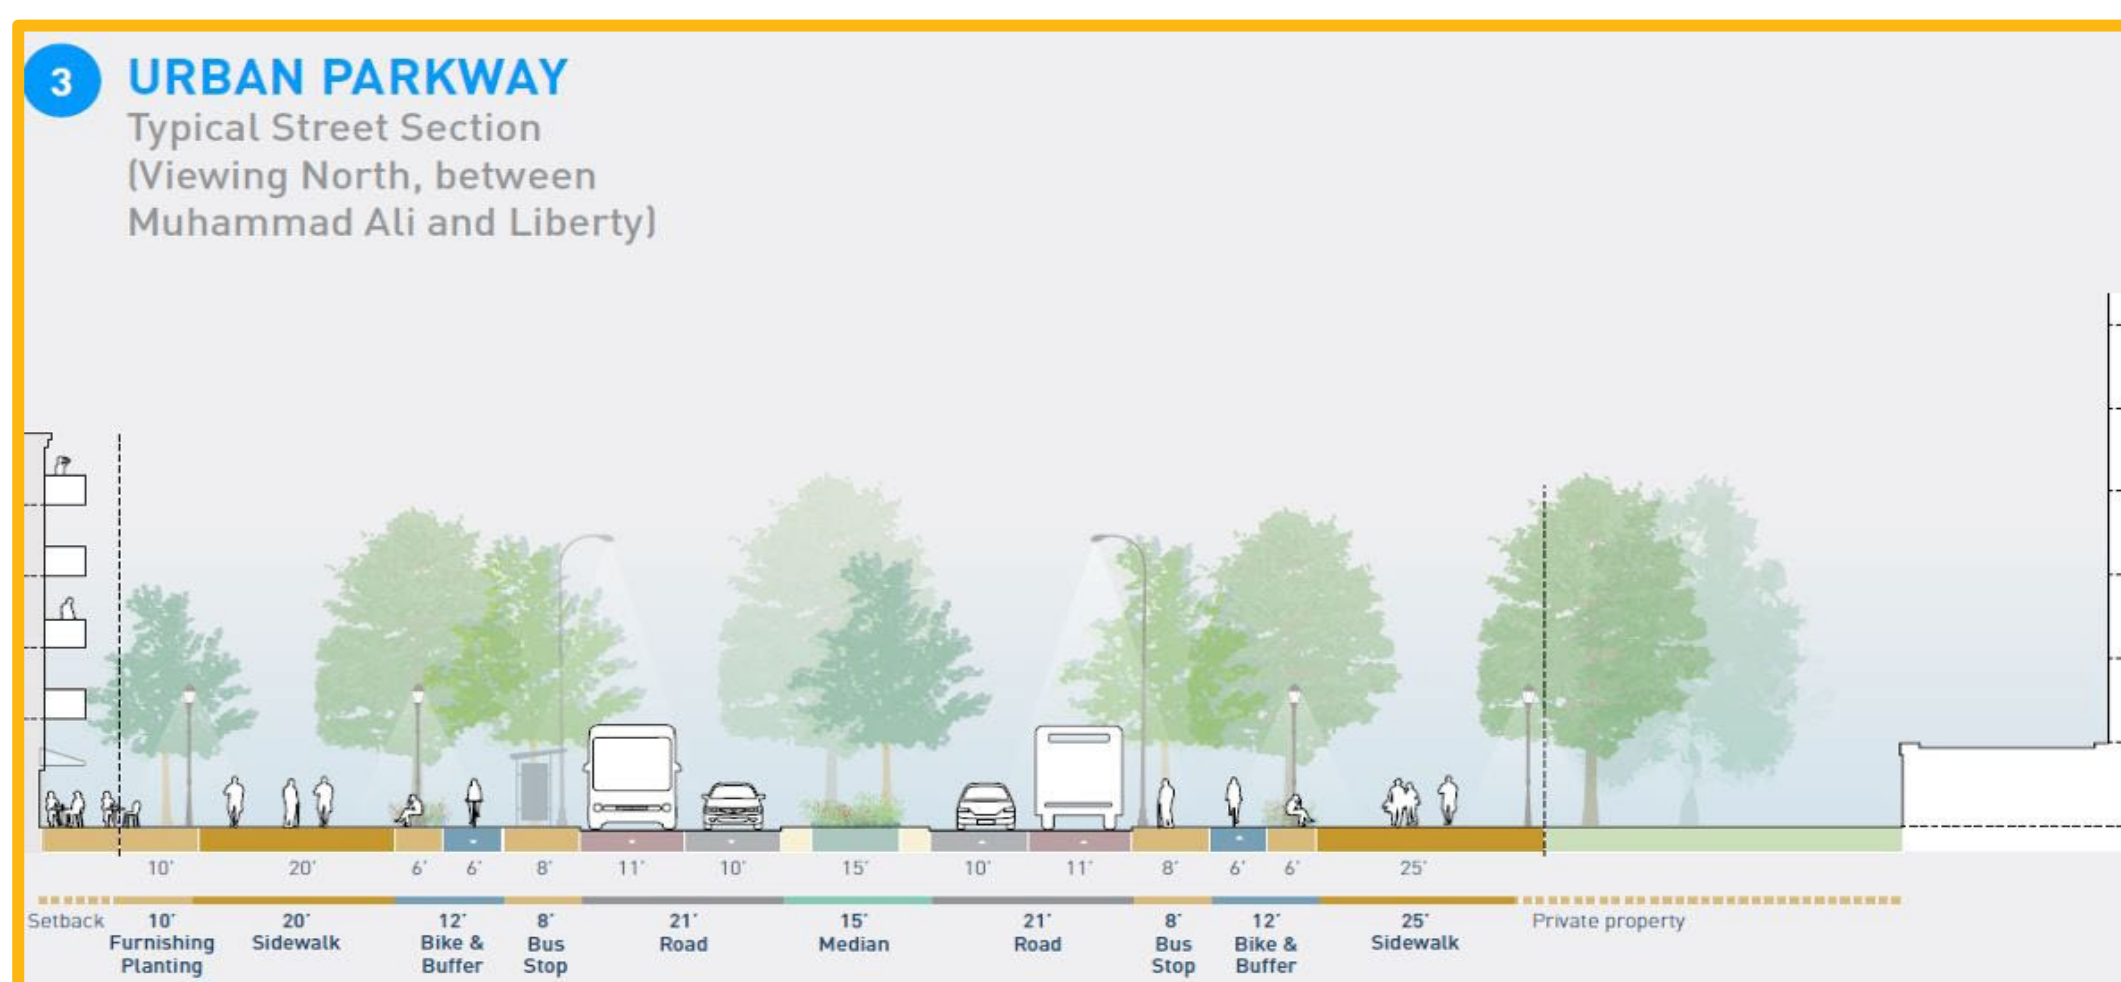 3 URBAN PARKWAY
Typical Street Section
(Viewing North, between
Muhammad Ali and Liberty)
10' 20' 6' 6' 8' 11' 10' 15' 10' 11' 8' 6' 6' 25'
Setback 10' 20' 12' 8' 21' 15' 21' 8' 12' 25' Private property
Furnishing Sidewalk Bike & Bus Road Median Road Bus Bike & Sidewalk
Planting Buffer Stop Stop Buffer